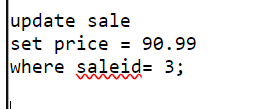 update sale
set price = 90.99
where saleid= 3;